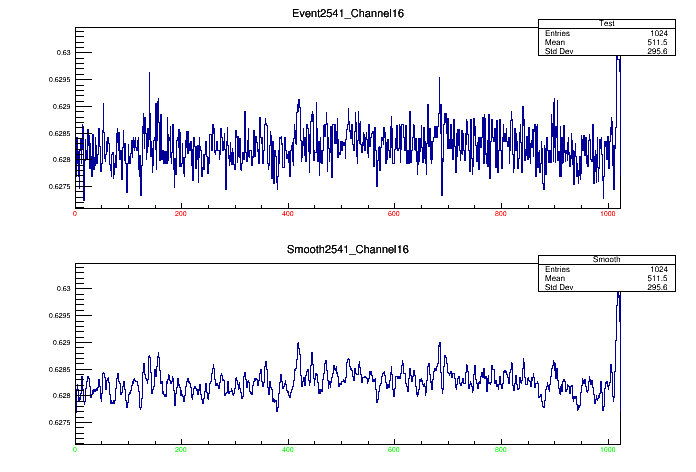 Event2541_Channel16
Test
Entries 1024
Mean 511.5
Std Dev 295.6
0.63
0.6295
0.629
0.6285
0.628
0.6275
0 200 400 600 800 1000
Smooth2541_Channel16
Smooth
Entries 1024
Mean 511.5
Std Dev 295.6
0.63
0.6295
0.629
0.6285
0.628
0.6275
0 200 400 600 800 1000